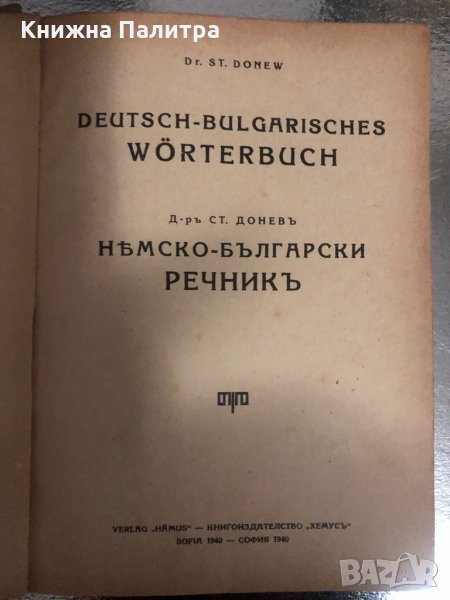 Книжна Палитра
Dr. ST. DONEW
DEUTSCH-BULGARISCHES
WÖRTERBUCH
Д-ръ СТ. ДОНЕВЪ
НѢМСКО-БЪЛГАРСКИ
РЕЧНИКЪ
VERLAG „HÄMUS" — КНИГОИЗДАТЕЛСТВО „ХЕМУСЪ"
SOFIA 1940 — СОФИЯ 1940
BAZAR